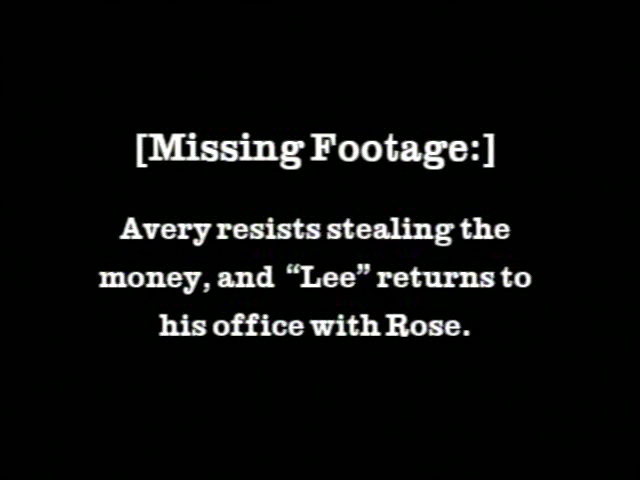 [Missing Footage:]
Avery resists stealing the
money, and “Lee” returns to
his office with Rose.